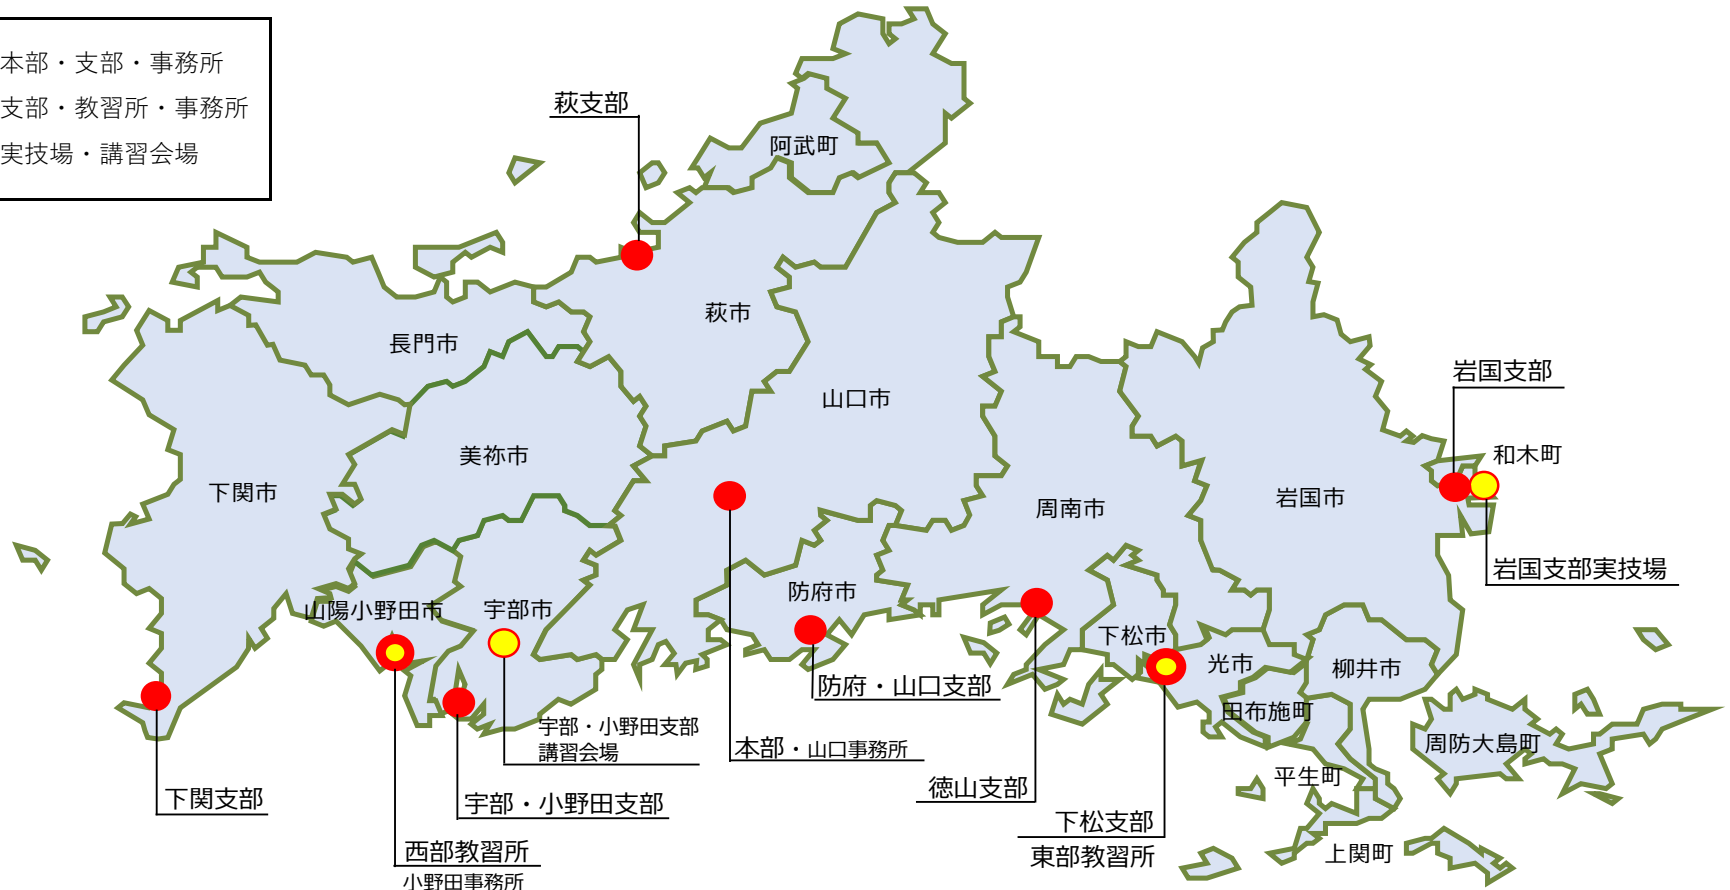 本部・支部・事務所
支部・教習所・事務所
実技場・講習会場
萩支部
阿武町
萩市
長門市
山口市
岩国支部
美祢市
和木町
下関市
岩国市
周南市
岩国支部実技場
防府市
山陽小野田市
宇部市
下松市
光市
柳井市
防府・山口支部
田布施町
宇部・小野田支部
講習会場
本部・山口事務所
周防大島町
平生町
徳山支部
下関支部
宇部・小野田支部
下松支部
東部教習所
西部教習所
小野田事務所
上関町